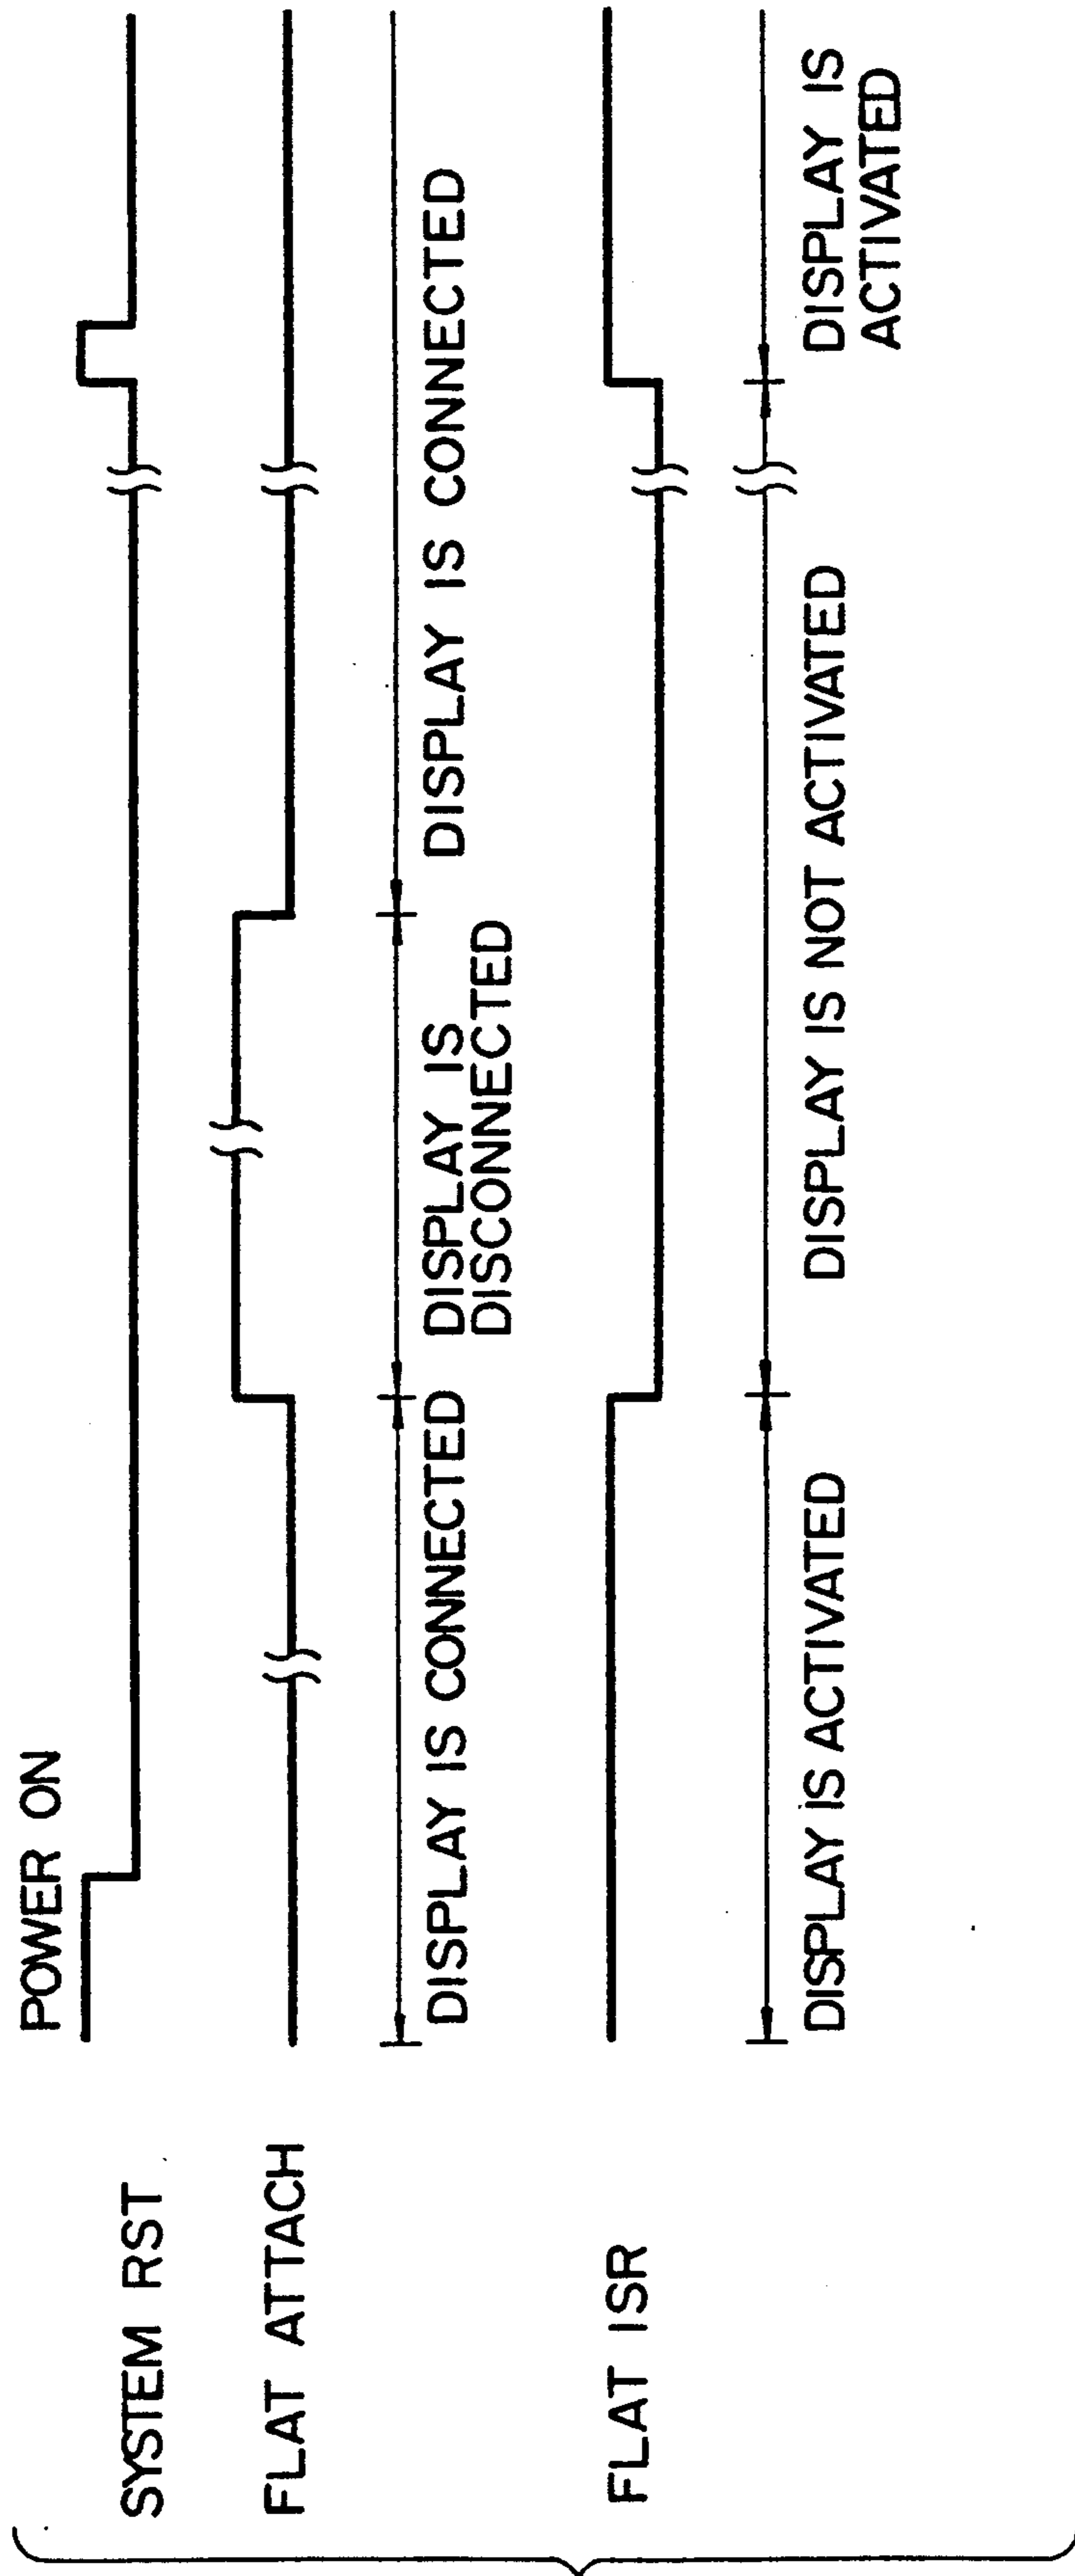 POWER ON
SYSTEM RST
FLAT ATTACH
DISPLAY IS CONNECTED
DISPLAY IS
DISCONNECTED
DISPLAY IS CONNECTED
FLAT ISR
DISPLAY IS ACTIVATED
DISPLAY IS NOT ACTIVATED
DISPLAY IS
ACTIVATED